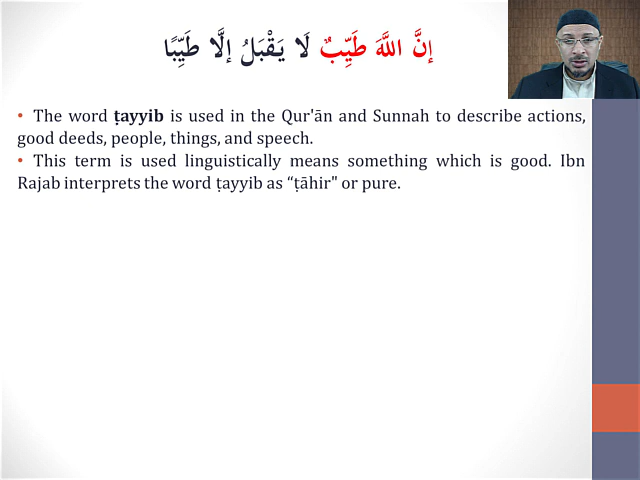 إنَّ اللَّهَ طَيِّبٌ لَا يَقْبَلُ إلَّا طَيِّبًا
• The word ṭayyib is used in the Qur'ān and Sunnah to describe actions,
good deeds, people, things, and speech.
• This term is used linguistically means something which is good. Ibn
Rajab interprets the word ṭayyib as “ṭāhir" or pure.